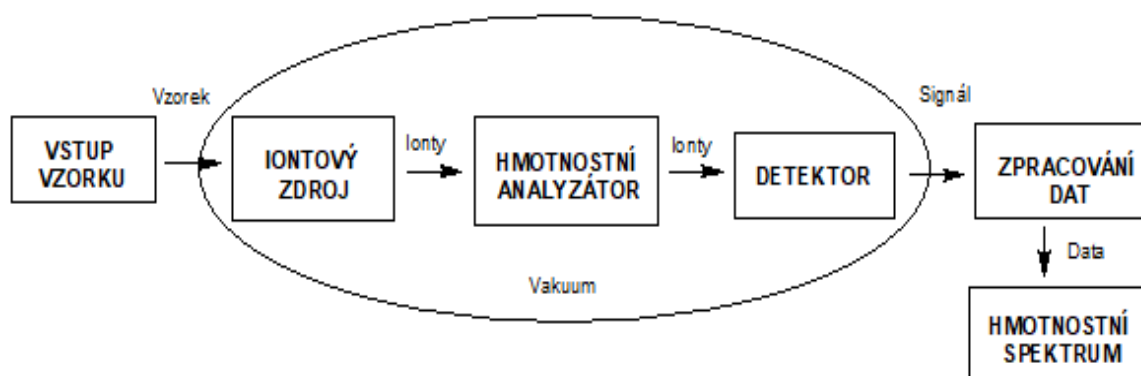 Vzorek
Signál
VSTUP
VZORKU
IONTOVÝ
ZDROJ
Ionty
HMOTNOSTNÍ
ANALYZÁTOR
Ionty
DETEKTOR
ZPRACOVÁNÍ
DAT
Data
Vakuum
HMOTNOSTNÍ
SPEKTRUM